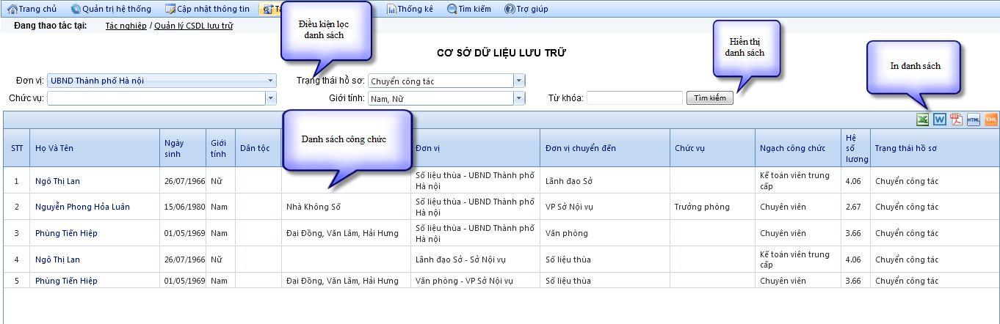 Trang chủ Quản trị hệ thống Cập nhật thông tin Thống kê Tìm kiếm Trợ giúp
Đang thao tác tại: Tác nghiệp / Quản lý CSDL lưu trữ
Điều kiện lọc
danh sách
Hiển thị
danh sách
In danh sách
CƠ SỞ DỮ LIỆU LƯU TRỮ
Đơn vị: UBND Thành phố Hà nội Trạng thái hồ sơ: Chuyển công tác
Chức vụ: Giới tính: Nam, Nữ Từ khóa: Tìm kiếm
Danh sách công chức
PDF HTML XML
STT Họ Và Tên Ngày sinh Giới tính Dân tộc Đơn vị Đơn vị chuyển đến Chức vụ Ngạch công chức Hệ số lương Trạng thái hồ sơ
1 Ngô Thị Lan 26/07/1966 Nữ Số liệu thừa - UBND Thành phố Hà nội Lãnh đạo Sở Kế toán viên trung cấp 4.06 Chuyển công tác
2 Nguyễn Phong Hỏa Luân 15/06/1980 Nam Nhà Không Số Số liệu thừa - UBND Thành phố Hà nội VP Sở Nội vụ Trưởng phòng Chuyên viên 2.67 Chuyển công tác
3 Phùng Tiến Hiệp 01/05/1969 Nam Đại Đồng, Văn Lâm, Hải Hưng Số liệu thừa - UBND Thành phố Hà nội Văn phòng Chuyên viên 3.66 Chuyển công tác
4 Ngô Thị Lan 26/07/1966 Nữ Lãnh đạo Sở - Sở Nội vụ Số liệu thừa Kế toán viên trung cấp 4.06 Chuyển công tác
5 Phùng Tiến Hiệp 01/05/1969 Nam Đại Đồng, Văn Lâm, Hải Hưng Văn phòng - VP Sở Nội vụ Số liệu thừa Chuyên viên 3.66 Chuyển công tác